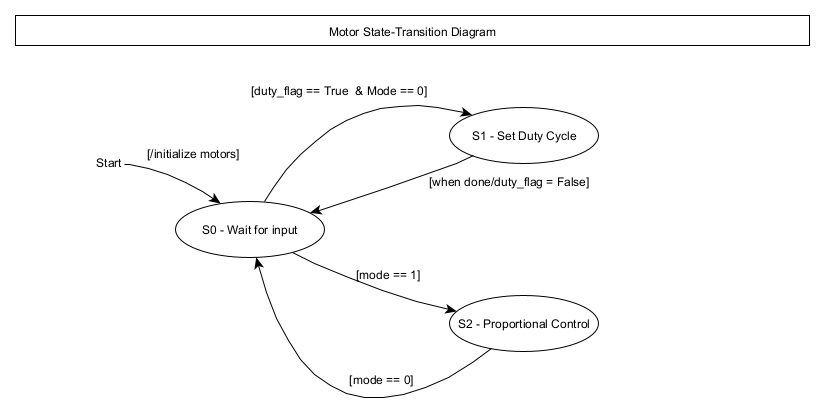 Motor State-Transition Diagram
[duty_flag == True  & Mode == 0]
S1 - Set Duty Cycle
[/initialize motors]
Start
[when done/duty_flag = False]
S0 - Wait for input
[mode == 1]
S2 - Proportional Control
[mode == 0]